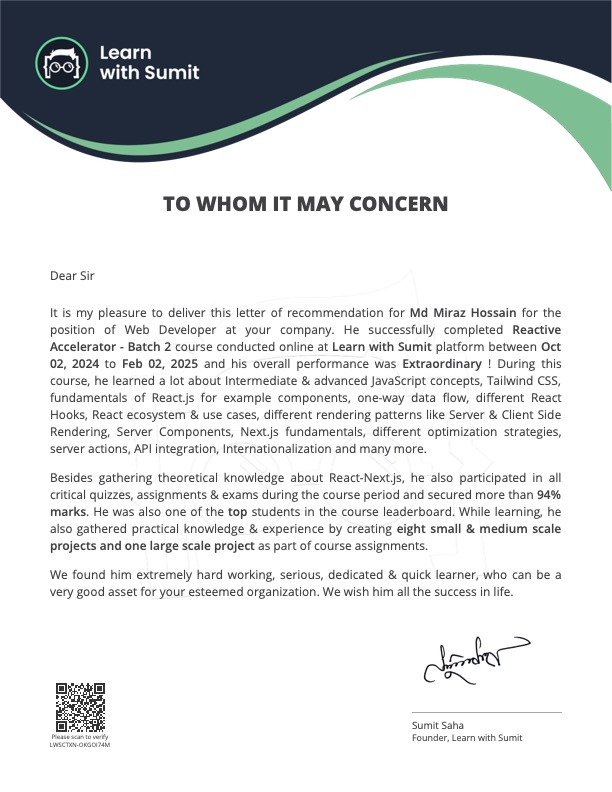 Learn
with Sumit
TO WHOM IT MAY CONCERN
Dear Sir
It is my pleasure to deliver this letter of recommendation for Md Miraz Hossain for the
position of Web Developer at your company. He successfully completed Reactive
Accelerator - Batch 2 course conducted online at Learn with Sumit platform between Oct
02, 2024 to Feb 02, 2025 and his overall performance was Extraordinary ! During this
course, he learned a lot about Intermediate & advanced JavaScript concepts, Tailwind CSS,
fundamentals of React.js for example components, one-way data flow, different React
Hooks, React ecosystem & use cases, different rendering patterns like Server & Client Side
Rendering, Server Components, Next.js fundamentals, different optimization strategies,
server actions, API integration, Internationalization and many more.
Besides gathering theoretical knowledge about React-Next.js, he also participated in all
critical quizzes, assignments & exams during the course period and secured more than 94%
marks. He was also one of the top students in the course leaderboard. While learning, he
also gathered practical knowledge & experience by creating eight small & medium scale
projects and one large scale project as part of course assignments.
We found him extremely hard working, serious, dedicated & quick learner, who can be a
very good asset for your esteemed organization. We wish him all the success in life.
Please scan to verify
Sumit Saha
Founder, Learn with Sumit